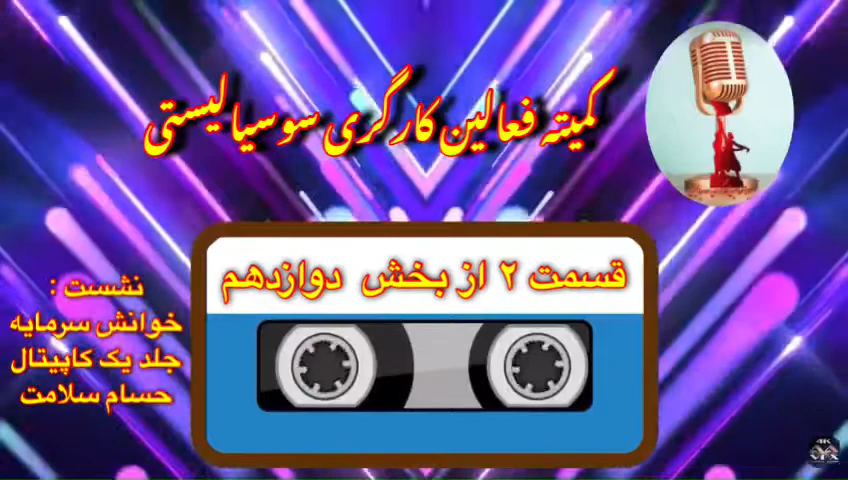 کمیته فعالین کارگری سوسیالیستی
قسمت ۲ از بخش دوازدهم
نشست :
خوانش سرمایه
جلد یک کاپیتال
حسام سلامت